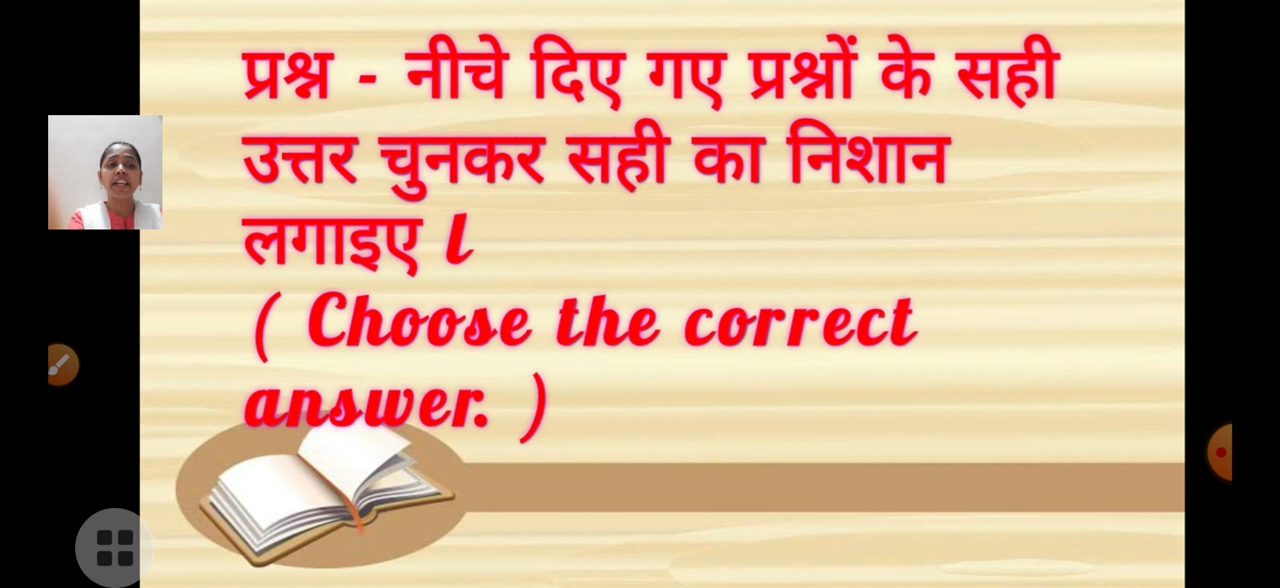 प्रश्न - नीचे दिए गए प्रश्नों के सही
उत्तर चुनकर सही का निशान
लगाइए l
( Choose the correct
answer. )